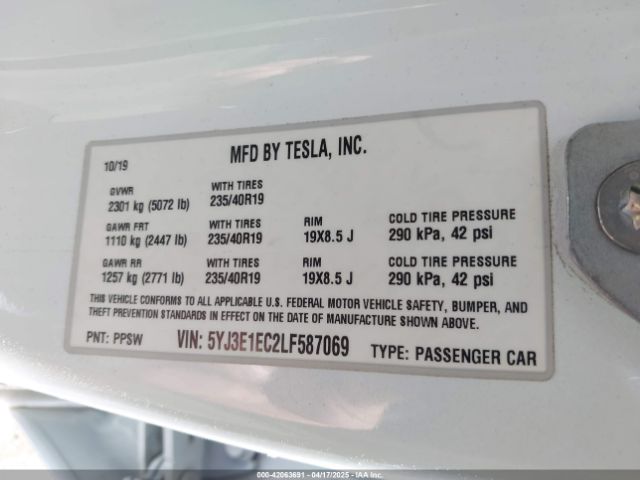 MFD BY TESLA, INC.
10/19
GVWR WITH TIRES
2301 kg (5072 lb) 235/40R19
GAWR FRT WITH TIRES RIM COLD TIRE PRESSURE
1110 kg (2447 lb) 235/40R19 19X8.5 J 290 kPa, 42 psi
GAWR RR WITH TIRES RIM COLD TIRE PRESSURE
1257 kg (2771 lb) 235/40R19 19X8.5 J 290 kPa, 42 psi
THIS VEHICLE CONFORMS TO ALL APPLICABLE U.S. FEDERAL MOTOR VEHICLE SAFETY, BUMPER, AND
THEFT PREVENTION STANDARDS IN EFFECT ON THE DATE OF MANUFACTURE SHOWN ABOVE.
PNT: PPSW VIN: 5YJ3E1EC2LF587069 TYPE: PASSENGER CAR
000-42063691 - 04/17/2025 - IAAI.COM